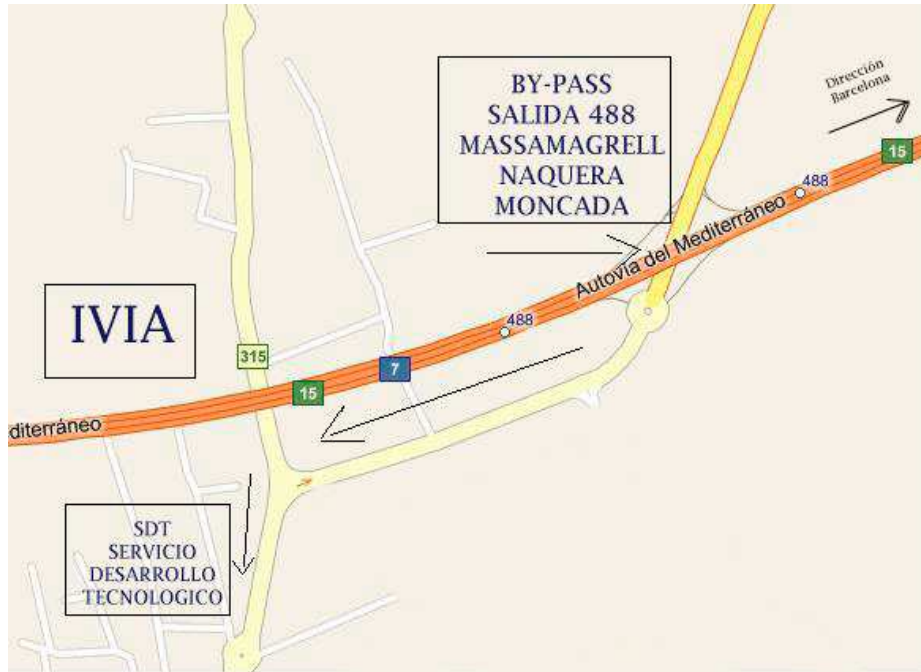 BY-PASS
SALIDA 488
MASSAMAGRELL
NAQUERA
MONCADA
Dirección
Barcelona
15
488
Autovía del Mediterráneo
IVIA
488
315
7
15
diterráneo
SDT
SERVICIO
DESARROLLO
TECNOLOGICO